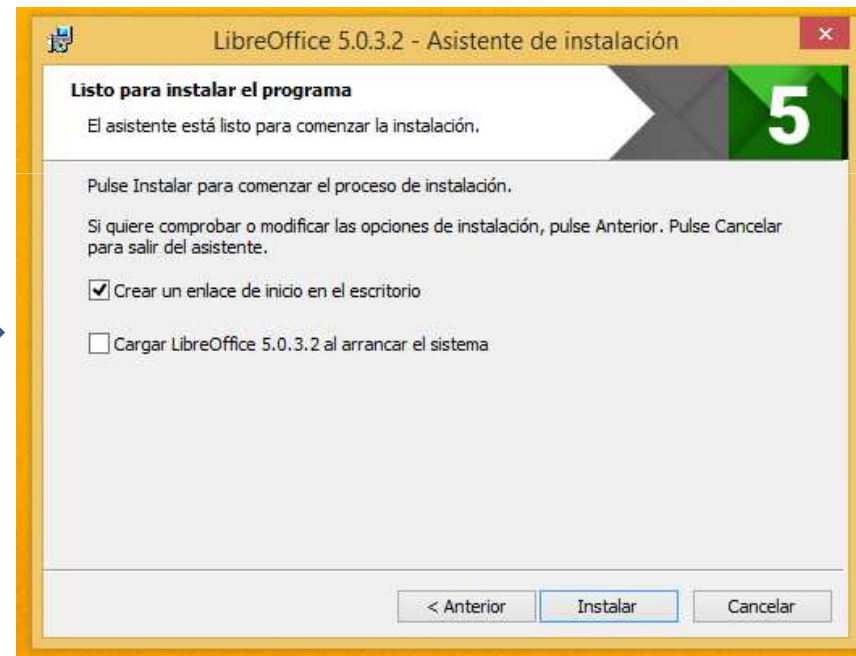 LibreOffice 5.0.3.2 - Asistente de instalación
Listo para instalar el programa
El asistente está listo para comenzar la instalación.
5
Pulse Instalar para comenzar el proceso de instalación.
Si quiere comprobar o modificar las opciones de instalación, pulse Anterior. Pulse Cancelar
para salir del asistente.
Crear un enlace de inicio en el escritorio
Cargar LibreOffice 5.0.3.2 al arrancar el sistema
< Anterior
Instalar
Cancelar